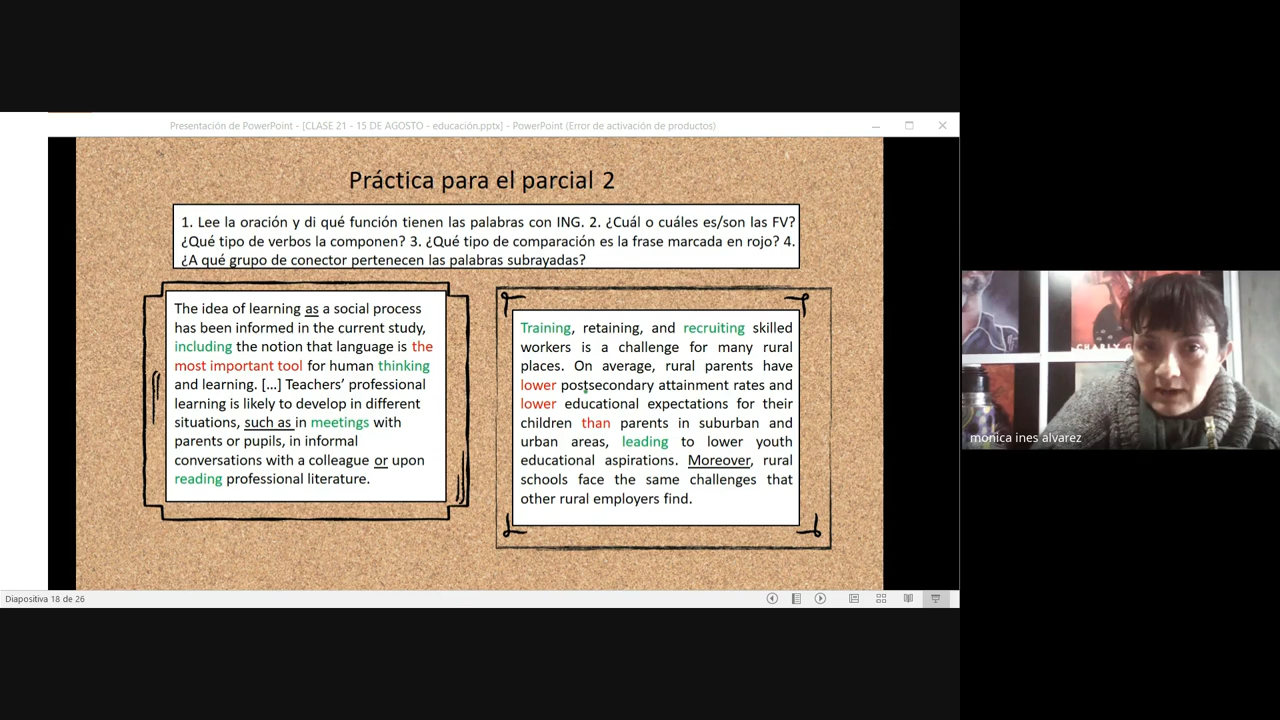 Presentación de PowerPoint - [CLASE 21 - 15 DE AGOSTO - educación.pptx] - PowerPoint (Error de activación de productos)
Práctica para el parcial 2
1. Lee la oración y di qué función tienen las palabras con ING. 2. ¿Cuál o cuáles es/son las FV?
¿Qué tipo de verbos la componen? 3. ¿Qué tipo de comparación es la frase marcada en rojo? 4.
¿A qué grupo de conector pertenecen las palabras subrayadas?
The idea of learning as a social process
has been informed in the current study,
including the notion that language is the
most important tool for human thinking
and learning. [...] Teachers’ professional
learning is likely to develop in different
situations, such as in meetings with
parents or pupils, in informal
conversations with a colleague or upon
reading professional literature.
Training, retaining, and recruiting skilled
workers is a challenge for many rural
places. On average, rural parents have
lower postsecondary attainment rates and
lower educational expectations for their
children than parents in suburban and
urban areas, leading to lower youth
educational aspirations. Moreover, rural
schools face the same challenges that
other rural employers find.
Diapositiva 18 de 26
monica ines alvarez